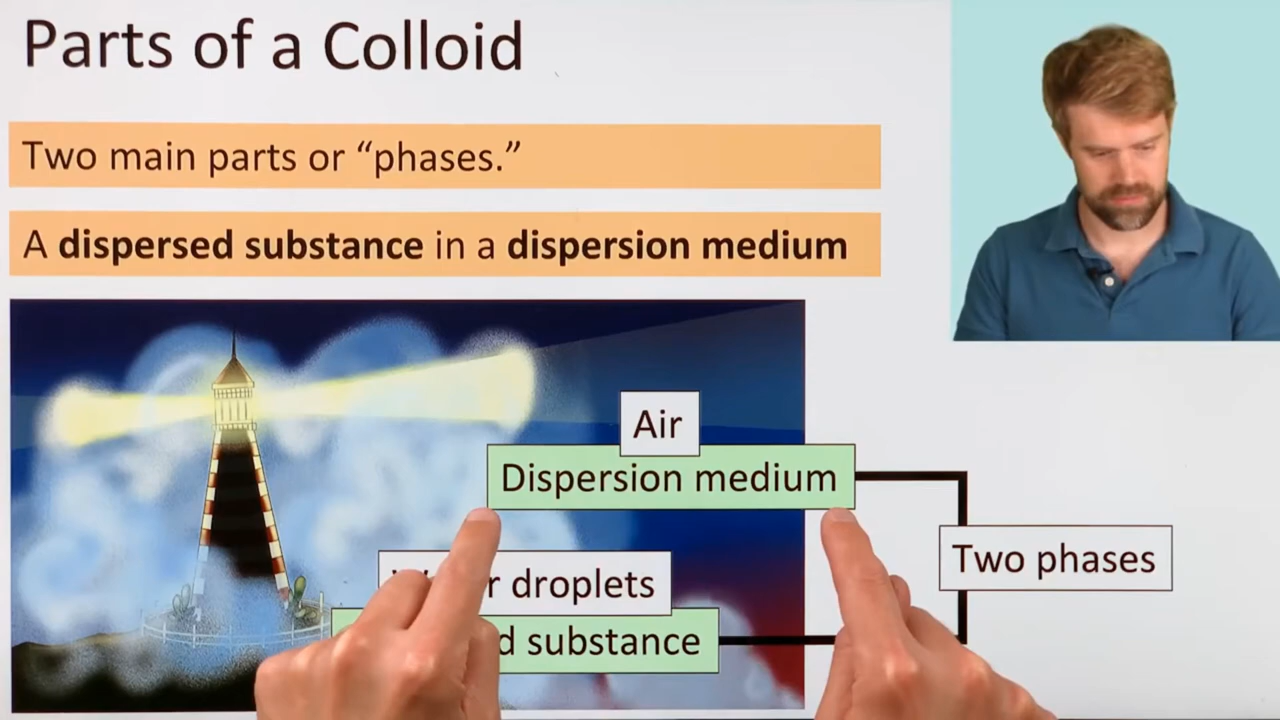 Parts of a Colloid
Two main parts or “phases.”
A dispersed substance in a dispersion medium
Air
Dispersion medium
Two phases
droplets
substance